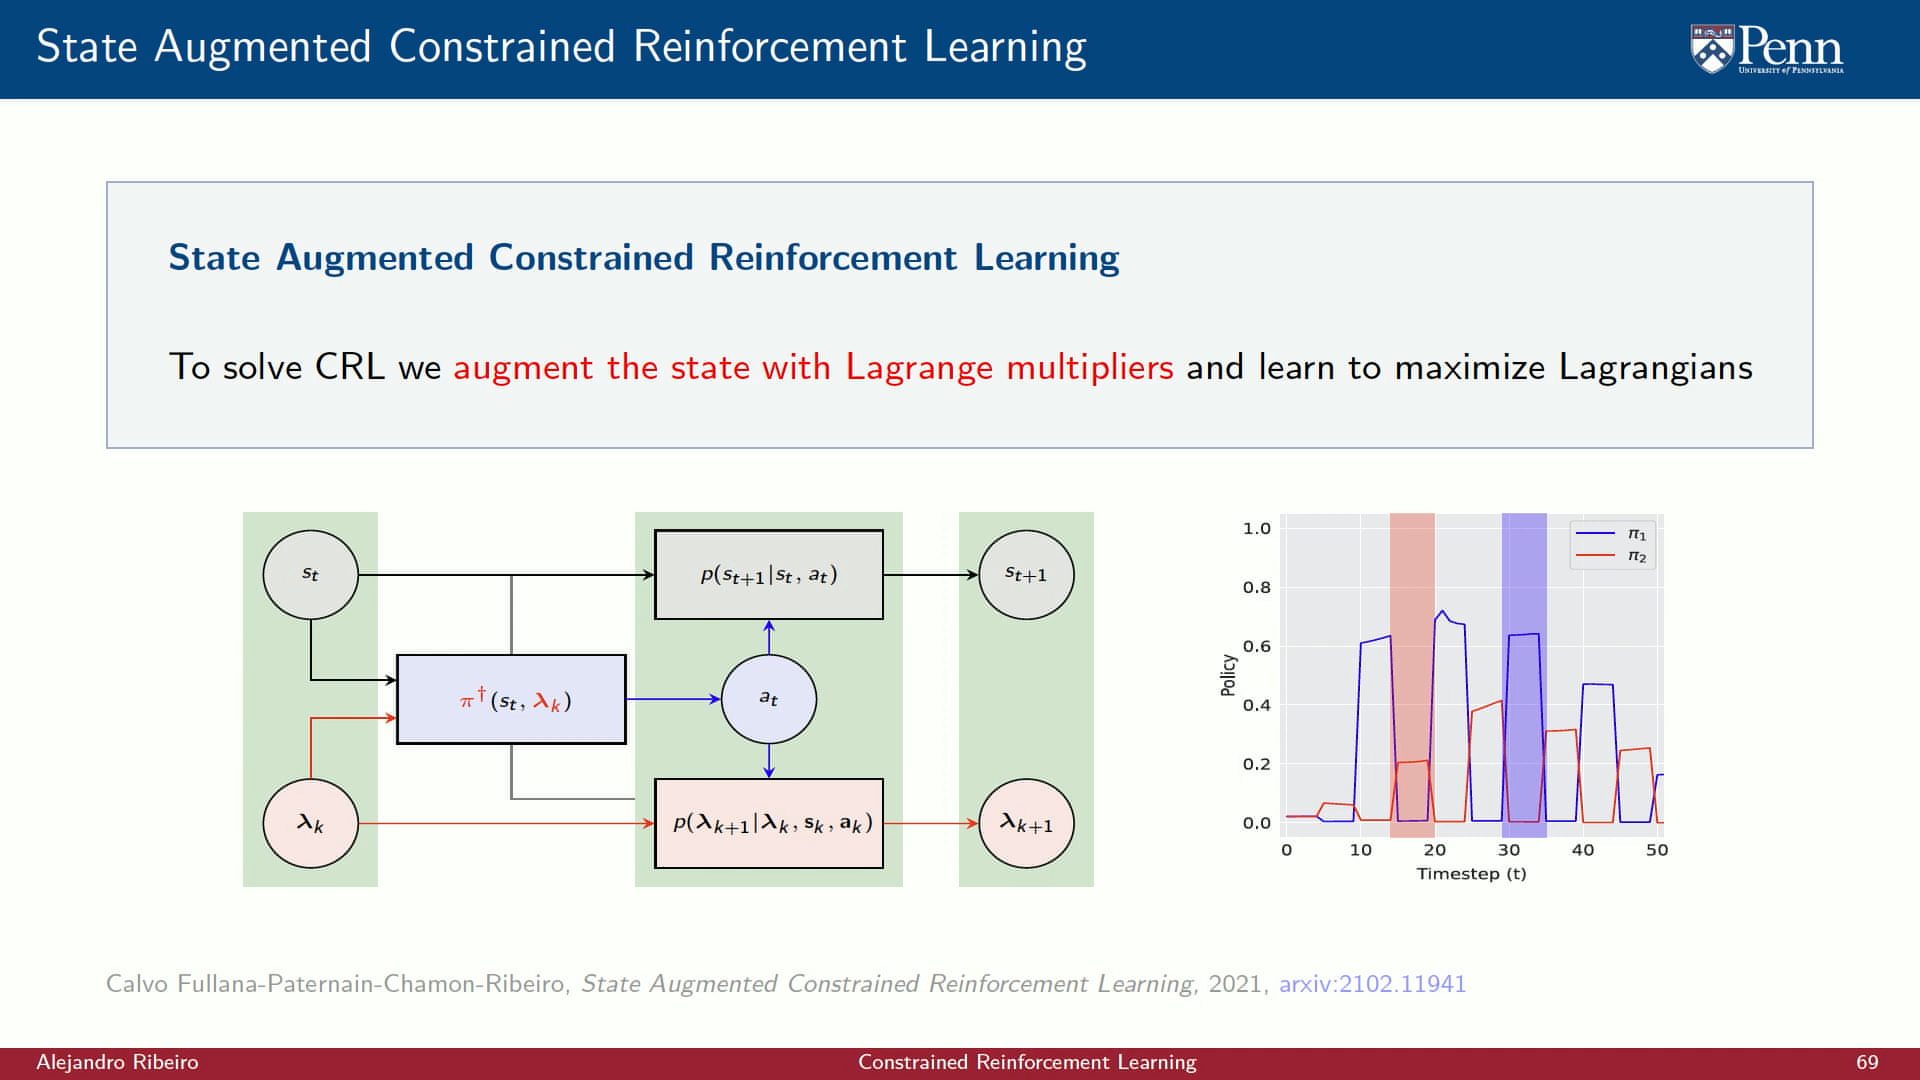 State Augmented Constrained Reinforcement Learning
Penn
UNIVERSITY of PENNSYLVANIA
State Augmented Constrained Reinforcement Learning
To solve CRL we augment the state with Lagrange multipliers and learn to maximize Lagrangians
sₜ
p(sₜ₊₁|sₜ, aₜ)
sₜ₊₁
π†(sₜ, λₖ)
aₜ
λₖ
p(λₖ₊₁|λₖ, sₖ, aₖ)
λₖ₊₁
1.0
0.8
0.6
0.4
0.2
0.0
Policy
π₁
π₂
0 10 20 30 40 50
Timestep (t)
Calvo Fullana-Paternain-Chamon-Ribeiro, State Augmented Constrained Reinforcement Learning, 2021, arxiv:2102.11941
Alejandro Ribeiro Constrained Reinforcement Learning 69